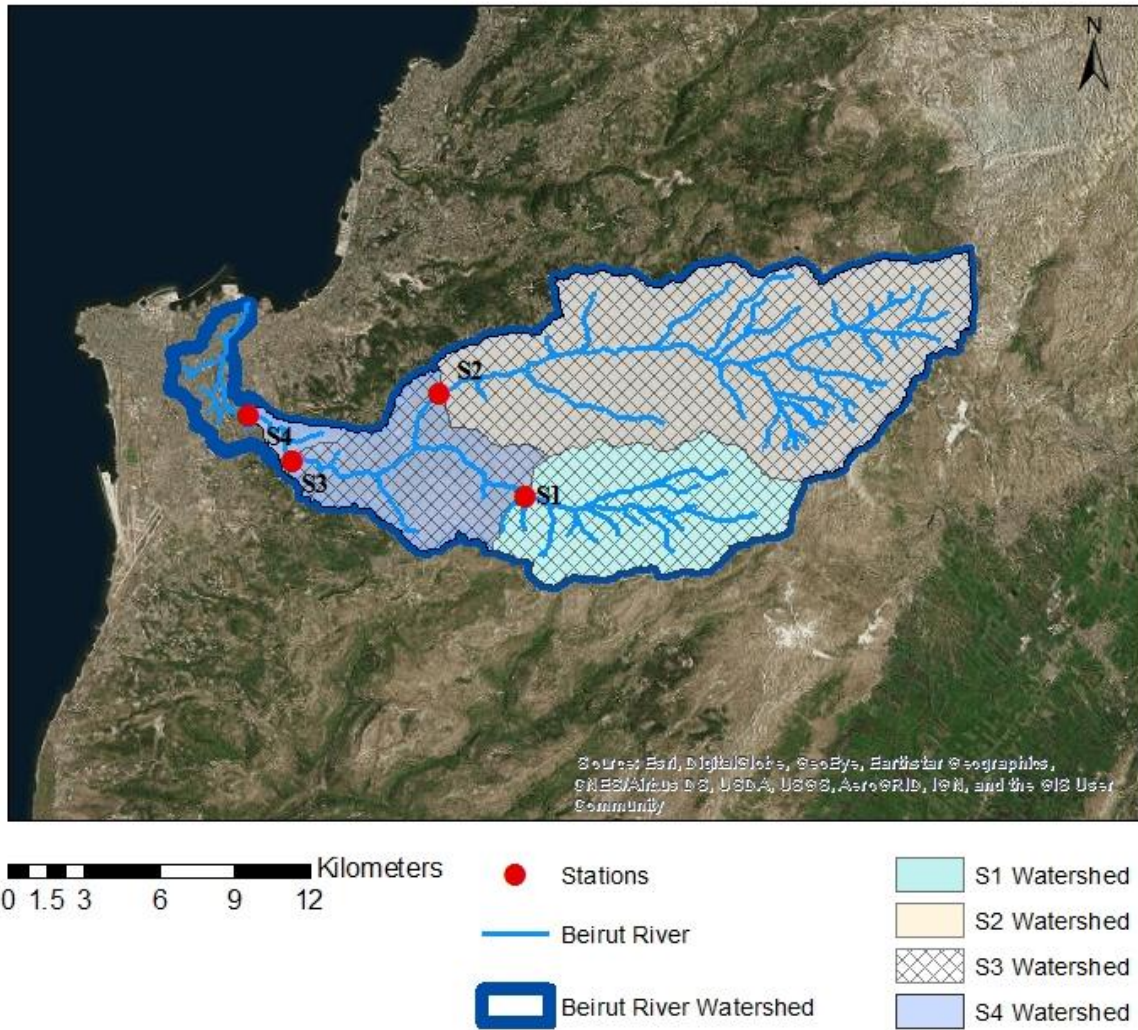 N
S2
S4
S3
S1
Source: Esri, DigitalGlobe, GeoEye, Earthstar Geographics,
CNES/Airbus DS, USDA, USGS, AeroGRID, IGN, and the GIS User
Community
Kilometers
0 1.5 3 6 9 12
Stations
Beirut River
Beirut River Watershed
S1 Watershed
S2 Watershed
S3 Watershed
S4 Watershed